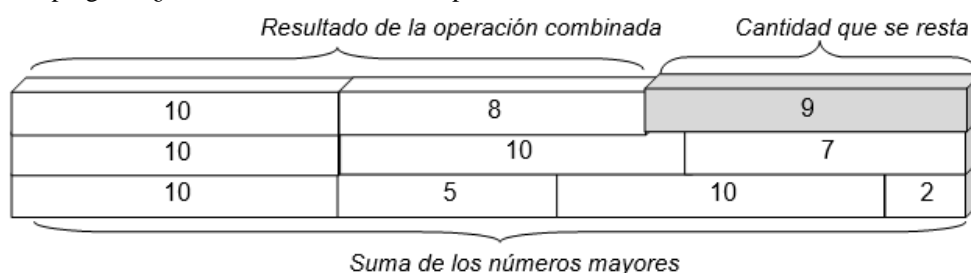 Resultado de la operación combinada Cantidad que se resta
10 8 9
10 10 7
10 5 10 2
Suma de los números mayores